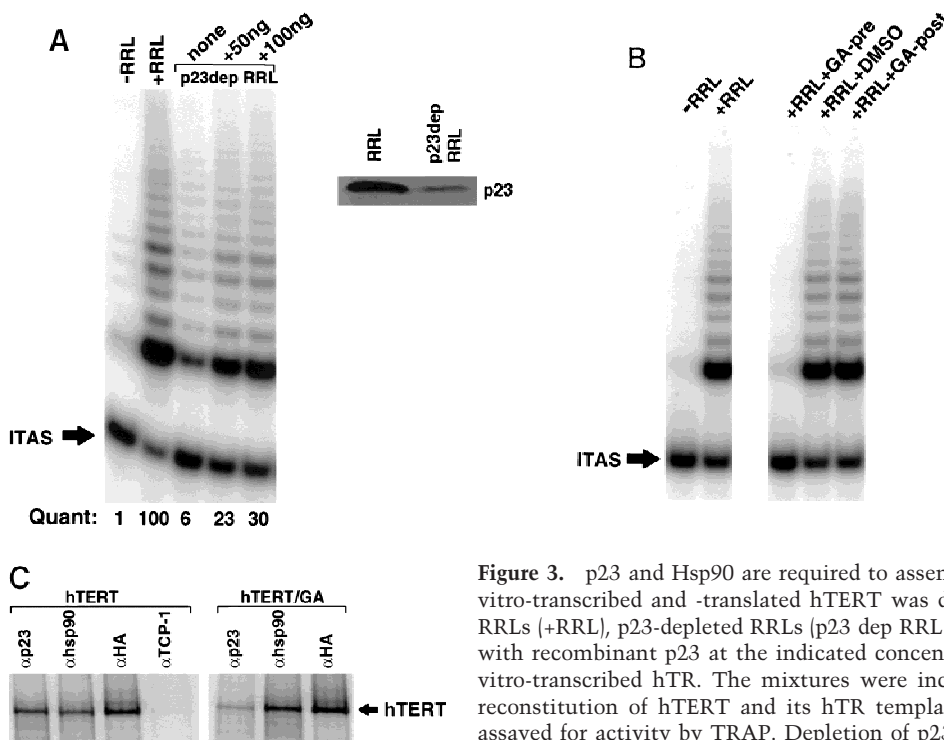 A
-RRL
+RRL
none
+50ng
+100ng
p23dep RRL
ITAS
Quant: 1 100 6 23 30
RRL
p23dep
RRL
p23
B
-RRL
+RRL
+RRL+GA-pre
+RRL+DMSO
+RRL+GA-post
ITAS
C
hTERT
hTERT/GA
αp23
αhsp90
αHA
αTCP-1
αp23
αhsp90
αHA
hTERT
Figure 3. p23 and Hsp90 are required to assem
vitro-transcribed and -translated hTERT was d
RRLs (+RRL), p23-depleted RRLs (p23 dep RRL
with recombinant p23 at the indicated concen
vitro-transcribed hTR. The mixtures were inc
reconstitution of hTERT and its hTR templa
assayed for activity by TRAP. Depletion of p23